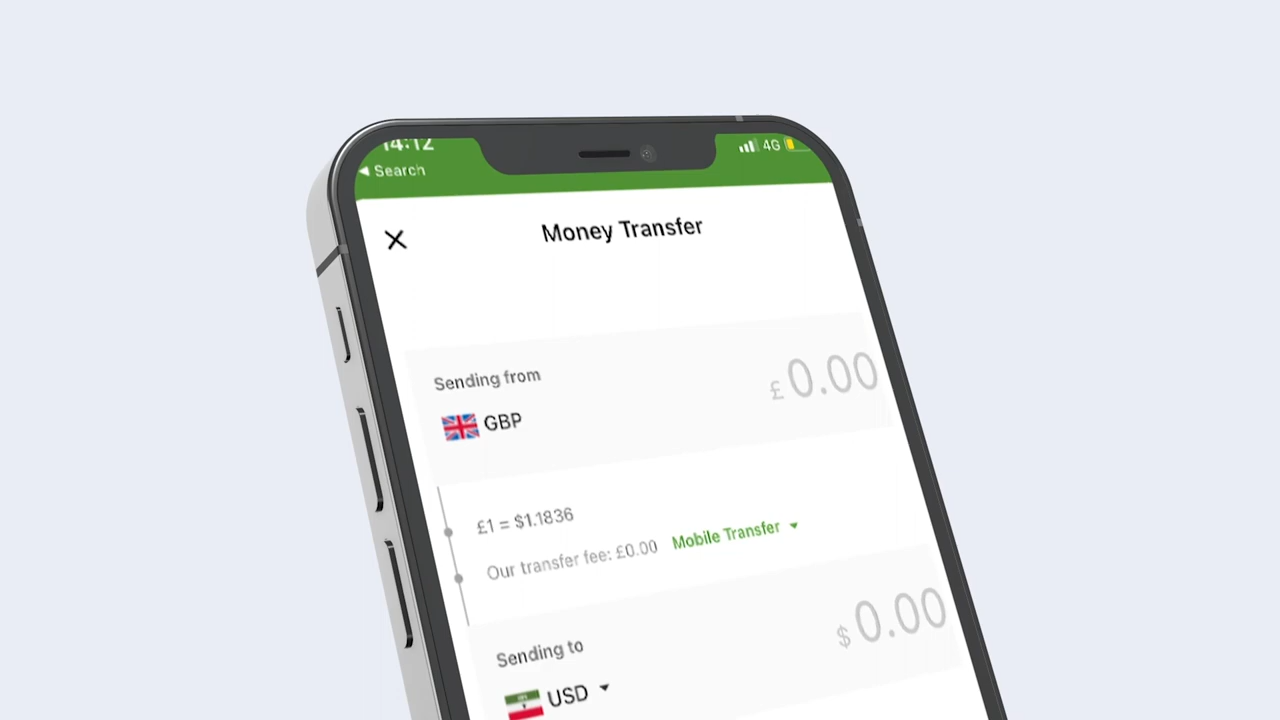 14:12
4G
◀ Search
Money Transfer
Sending from
£0.00
GBP
£1 = $1.1836
Our transfer fee: £0.00 Mobile Transfer
Sending to
$0.00
USD